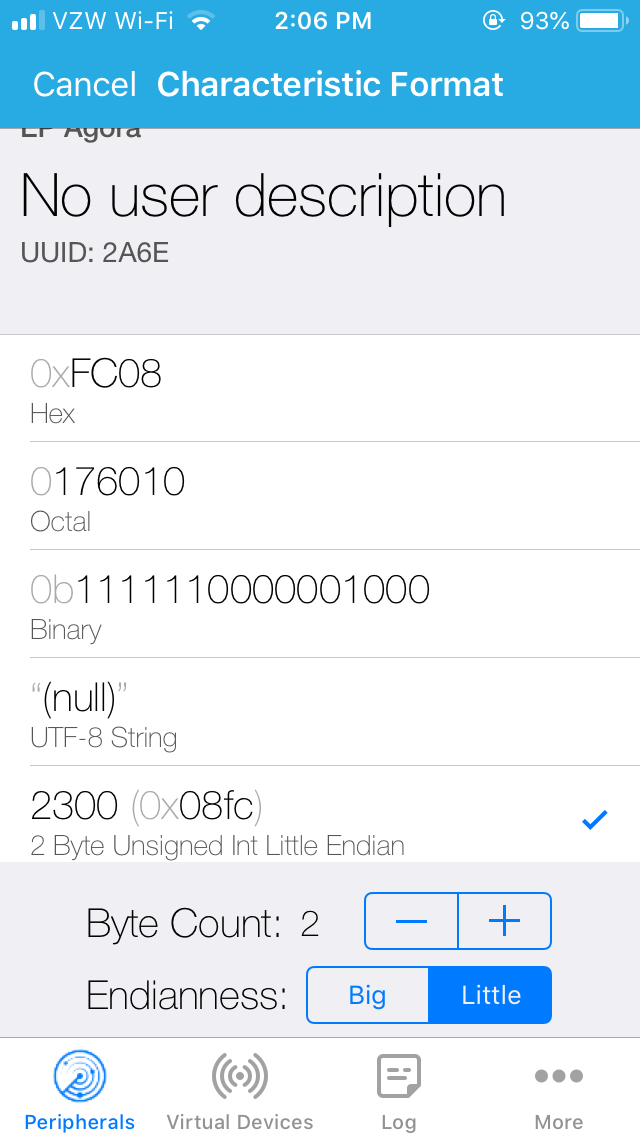 VZW Wi-Fi 2:06 PM 93%
Cancel Characteristic Format
EP Agora
No user description
UUID: 2A6E
0xFC08
Hex
0176010
Octal
0b1111110000001000
Binary
“(null)”
UTF-8 String
2300 (0x08fc)
2 Byte Unsigned Int Little Endian
Byte Count: 2 — +
Endianness: Big Little
Peripherals Virtual Devices Log More